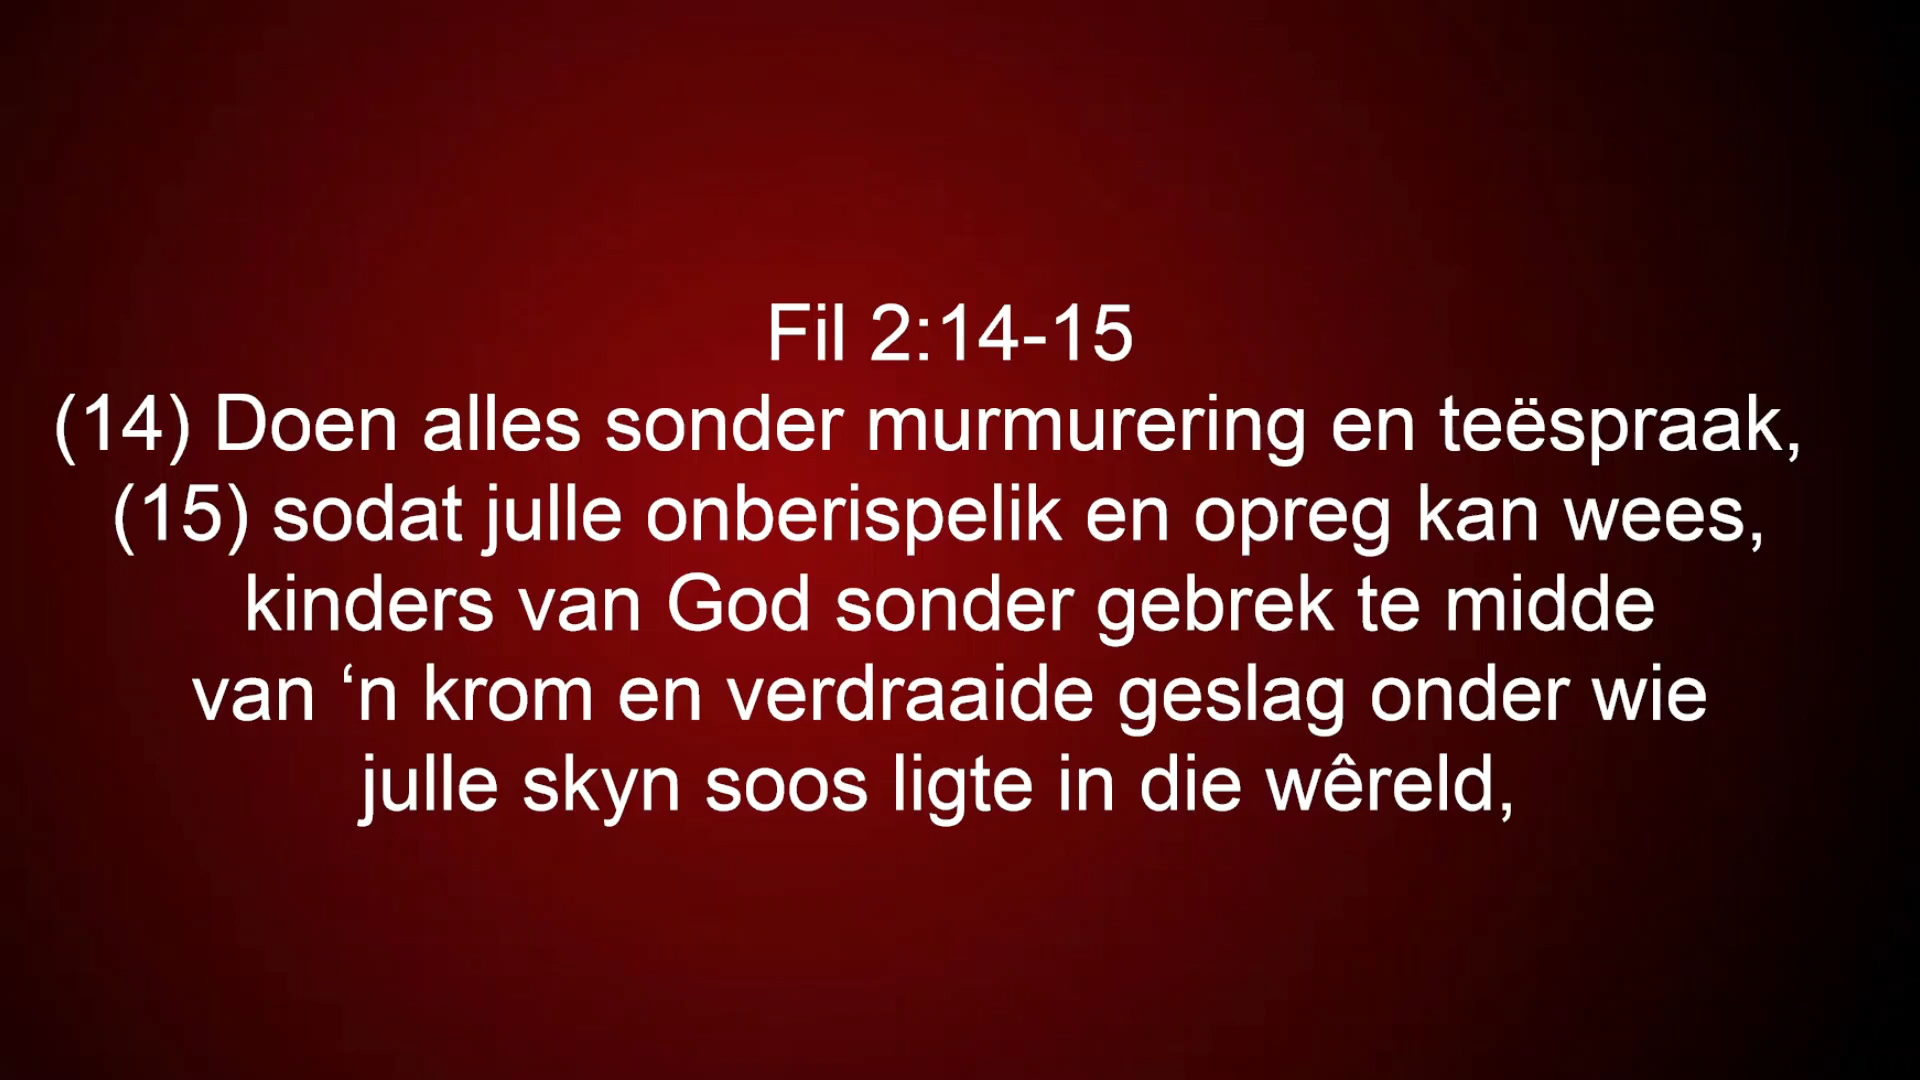 Fil 2:14-15
(14) Doen alles sonder murmurering en teëspraak,
(15) sodat julle onberispelik en opreg kan wees,
kinders van God sonder gebrek te midde
van ‘n krom en verdraaide geslag onder wie
julle skyn soos ligte in die wêreld,